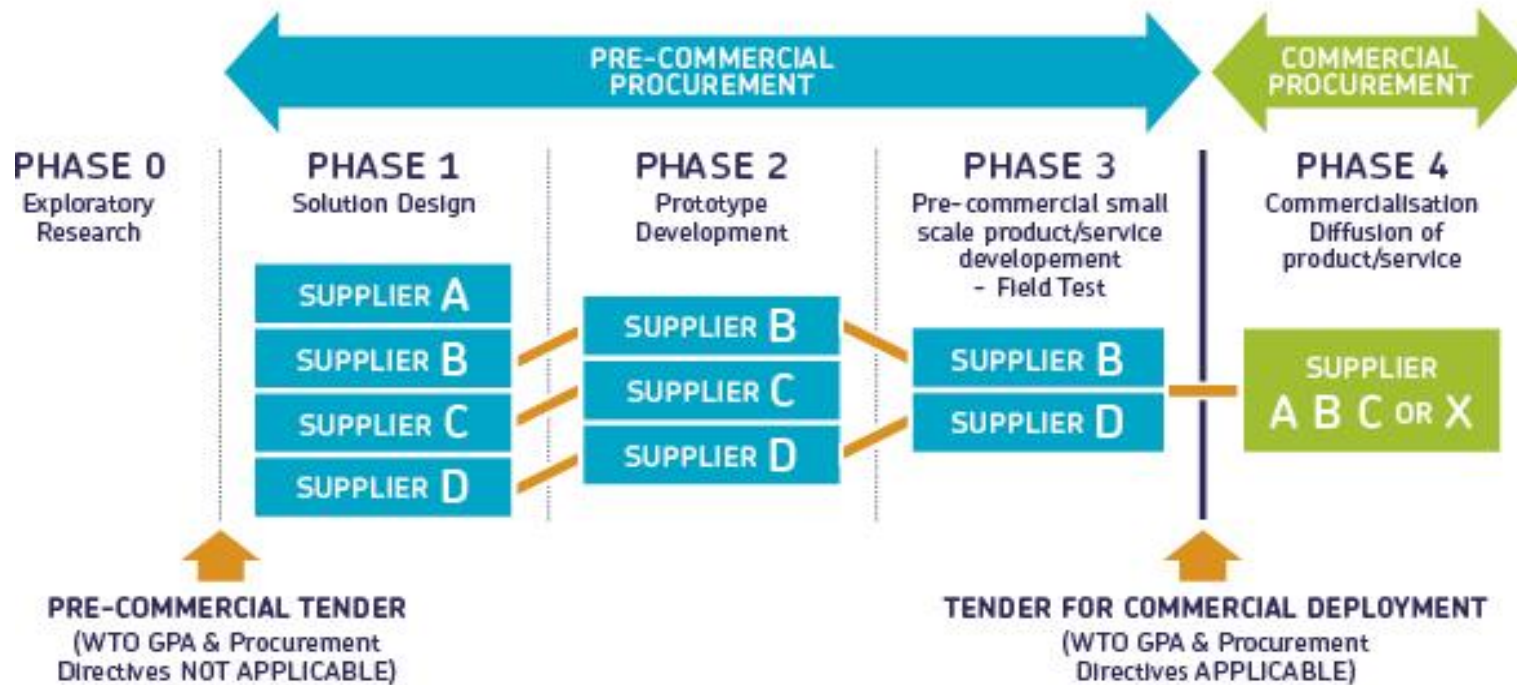 PRE-COMMERCIAL
PROCUREMENT
COMMERCIAL
PROCUREMENT
PHASE 0
Exploratory
Research
PHASE 1
Solution Design
PHASE 2
Prototype
Development
PHASE 3
Pre-commercial small
scale product/service
developement
- Field Test
PHASE 4
Commercialisation
Diffusion of
product/service
SUPPLIER A
SUPPLIER B
SUPPLIER C
SUPPLIER D
SUPPLIER B
SUPPLIER C
SUPPLIER D
SUPPLIER B
SUPPLIER D
SUPPLIER
A B C OR X
PRE-COMMERCIAL TENDER
(WTO GPA & Procurement
Directives NOT APPLICABLE)
TENDER FOR COMMERCIAL DEPLOYMENT
(WTO GPA & Procurement
Directives APPLICABLE)